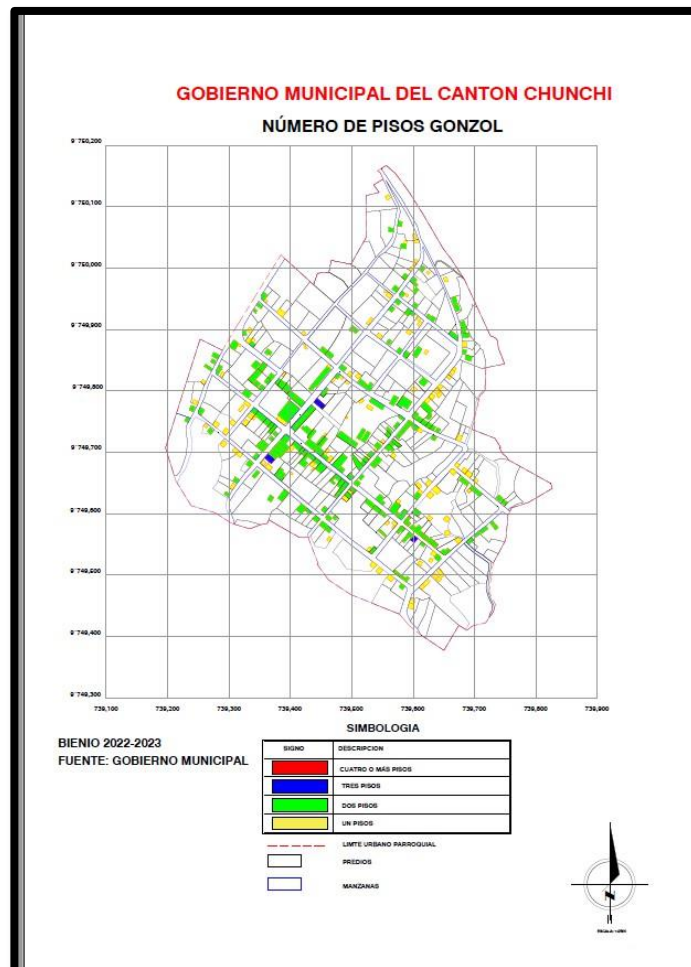 GOBIERNO MUNICIPAL DEL CANTON CHUNCHI
NÚMERO DE PISOS GONZOL
9´750,200
9´750,100
9´750,000
9´749,900
9´749,800
9´749,700
9´749,600
9´749,500
9´749,400
9´749,300
739,100 739,200 739,300 739,400 739,500 739,600 739,700 739,800 739,900
SIMBOLOGIA
BIENIO 2022-2023
FUENTE: GOBIERNO MUNICIPAL
SIGNO DESCRIPCION
CUATRO O MÁS PISOS
TRES PISOS
DOS PISOS
UN PISOS
LIMTE URBANO PARROQUIAL
PREDIOS
MANZANAS
N